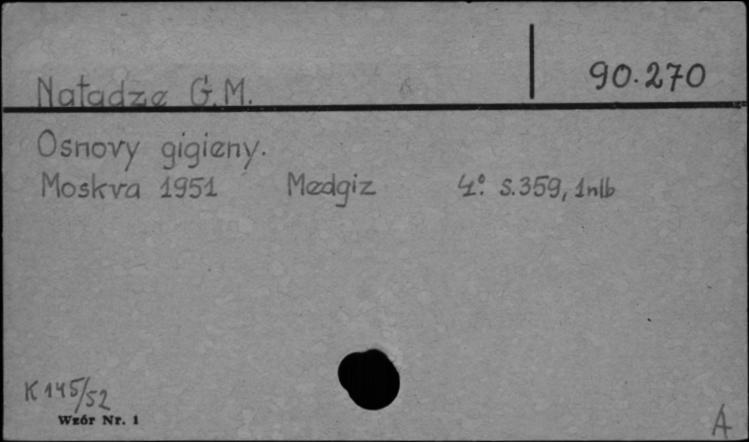 90.270
Natadze G.M.
Osnovy gigieny.
Moskva 1951 Medgiz 4° s.359, 1nlb
K 145/52
Wzór Nr. 1
A